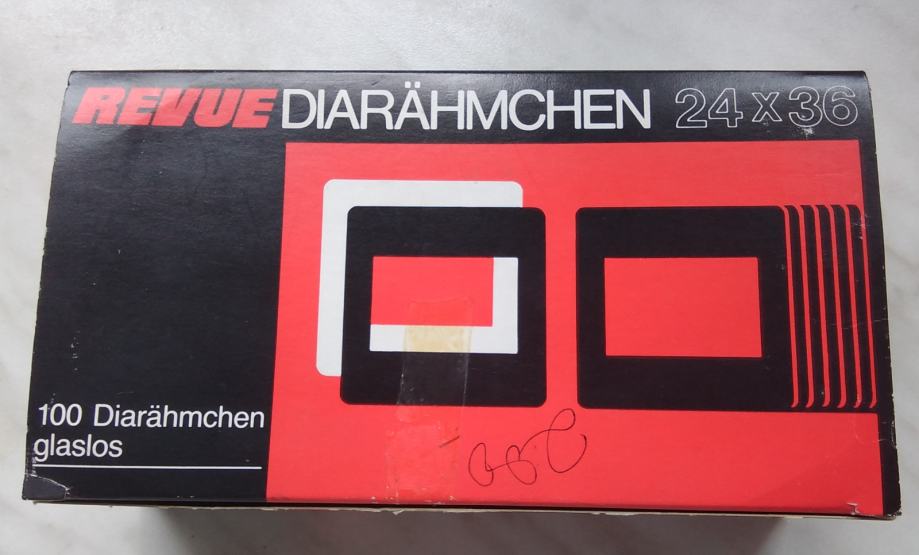 REVUE DIARÄHMCHEN 24 x 36
100 Diarähmchen
glaslos